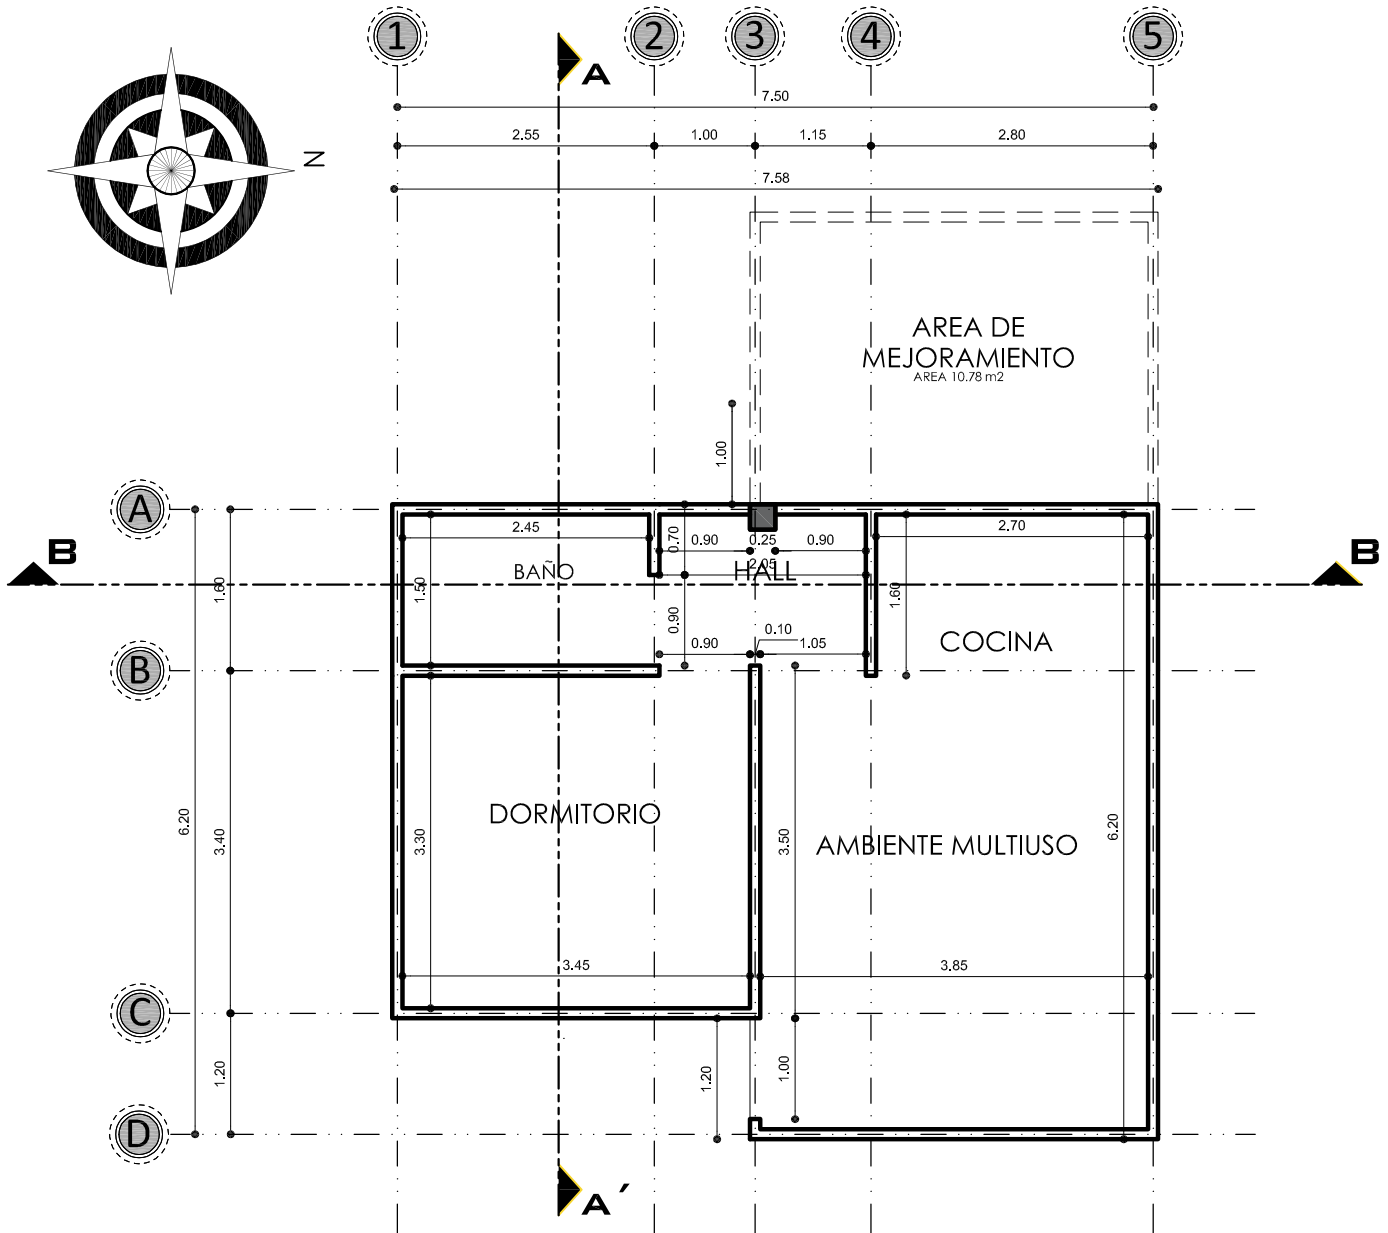 1 2 3 4 5
A
7.50
2.55 1.00 1.15 2.80
N
7.58
AREA DE
MEJORAMIENTO
AREA 10.78 m2
1.00
A
2.45 0.70 0.90 0.25 0.90 2.70
B B
BAÑO 2.05
HALL
1.60 1.50 1.60
0.90
0.10
0.90 1.05
COCINA
B
DORMITORIO
6.20 3.40 3.30 3.50 6.20
AMBIENTE MULTIUSO
3.45 3.85
C
1.20 1.20 1.00
D
A´